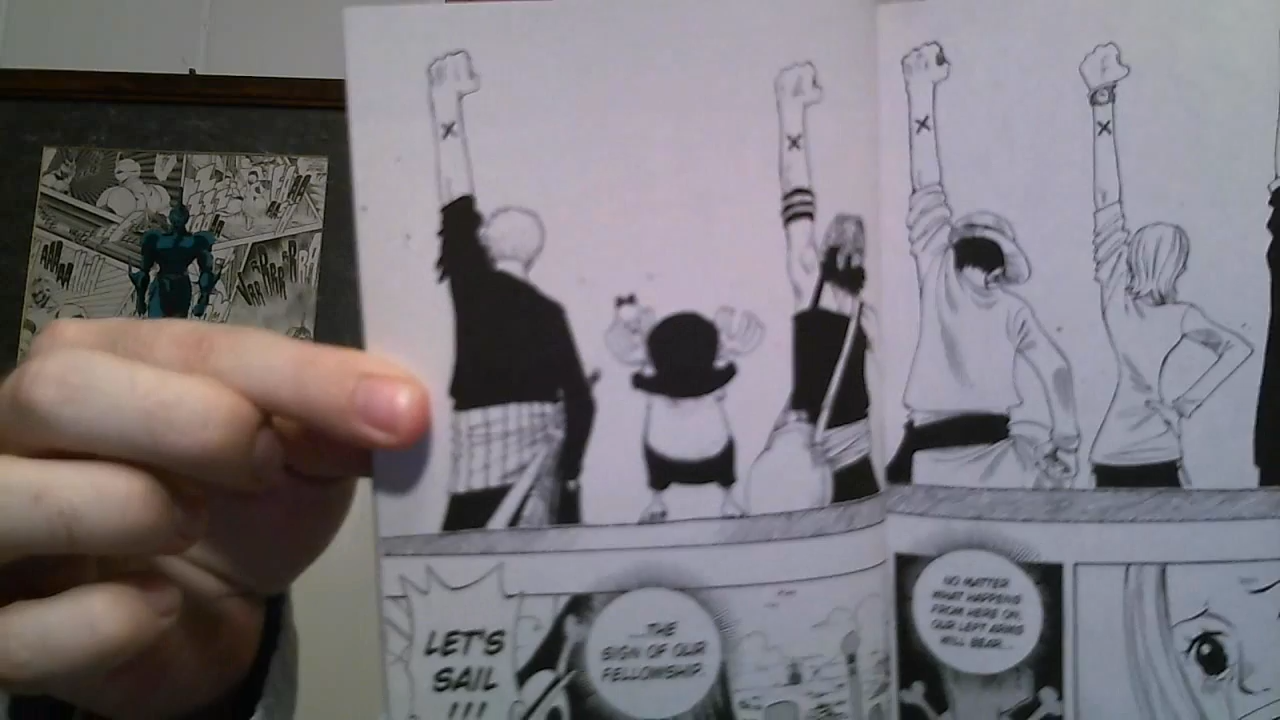 NO MATTER
WHAT HAPPENS
FROM HERE ON,
OUR LEFT ARMS
WILL BEAR...
...THE
SIGN OF OUR
FELLOWSHIP.
LET'S
SAIL
!!!